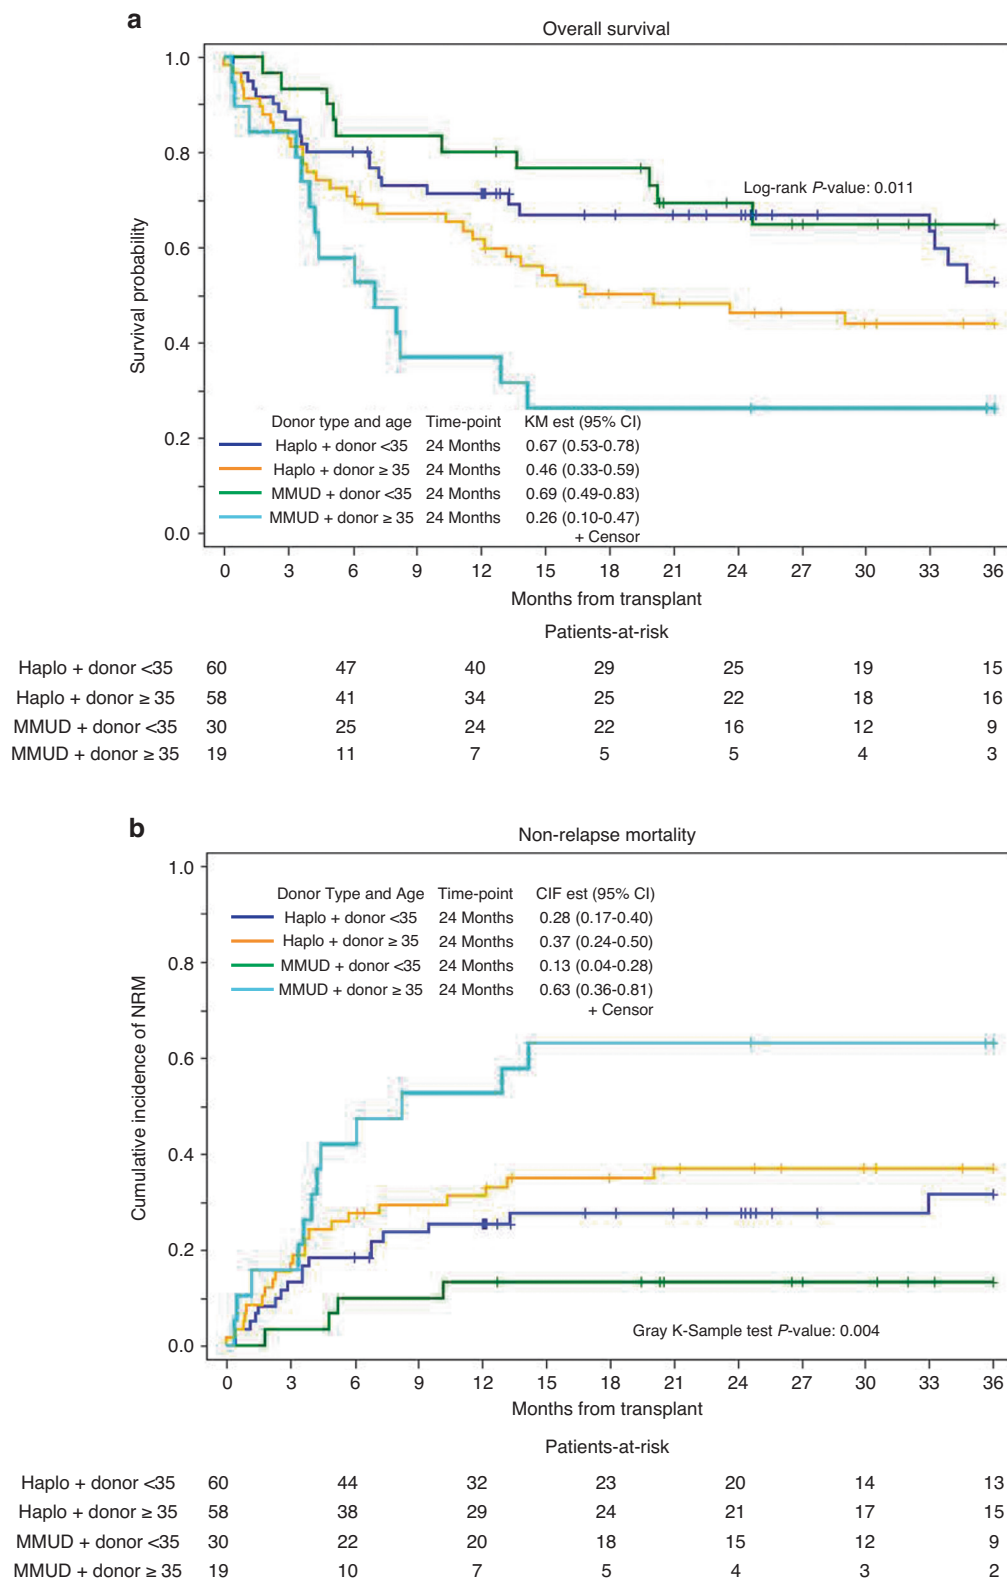 a
Overall survival
1.0
0.8
0.6
0.4
0.2
0.0
Survival probability
Log-rank P-value: 0.011
Donor type and age Time-point KM est (95% CI)
Haplo + donor <35 24 Months 0.67 (0.53-0.78)
Haplo + donor ≥ 35 24 Months 0.46 (0.33-0.59)
MMUD + donor <35 24 Months 0.69 (0.49-0.83)
MMUD + donor ≥ 35 24 Months 0.26 (0.10-0.47)
+ Censor
0 3 6 9 12 15 18 21 24 27 30 33 36
Months from transplant
Patients-at-risk
Haplo + donor <35 60 47 40 29 25 19 15
Haplo + donor ≥ 35 58 41 34 25 22 18 16
MMUD + donor <35 30 25 24 22 16 12 9
MMUD + donor ≥ 35 19 11 7 5 5 4 3
b
Non-relapse mortality
1.0
0.8
0.6
0.4
0.2
0.0
Cumulative incidence of NRM
Donor Type and Age Time-point CIF est (95% CI)
Haplo + donor <35 24 Months 0.28 (0.17-0.40)
Haplo + donor ≥ 35 24 Months 0.37 (0.24-0.50)
MMUD + donor <35 24 Months 0.13 (0.04-0.28)
MMUD + donor ≥ 35 24 Months 0.63 (0.36-0.81)
+ Censor
Gray K-Sample test P-value: 0.004
0 3 6 9 12 15 18 21 24 27 30 33 36
Months from transplant
Patients-at-risk
Haplo + donor <35 60 44 32 23 20 14 13
Haplo + donor ≥ 35 58 38 29 24 21 17 15
MMUD + donor <35 30 22 20 18 15 12 9
MMUD + donor ≥ 35 19 10 7 5 4 3 2